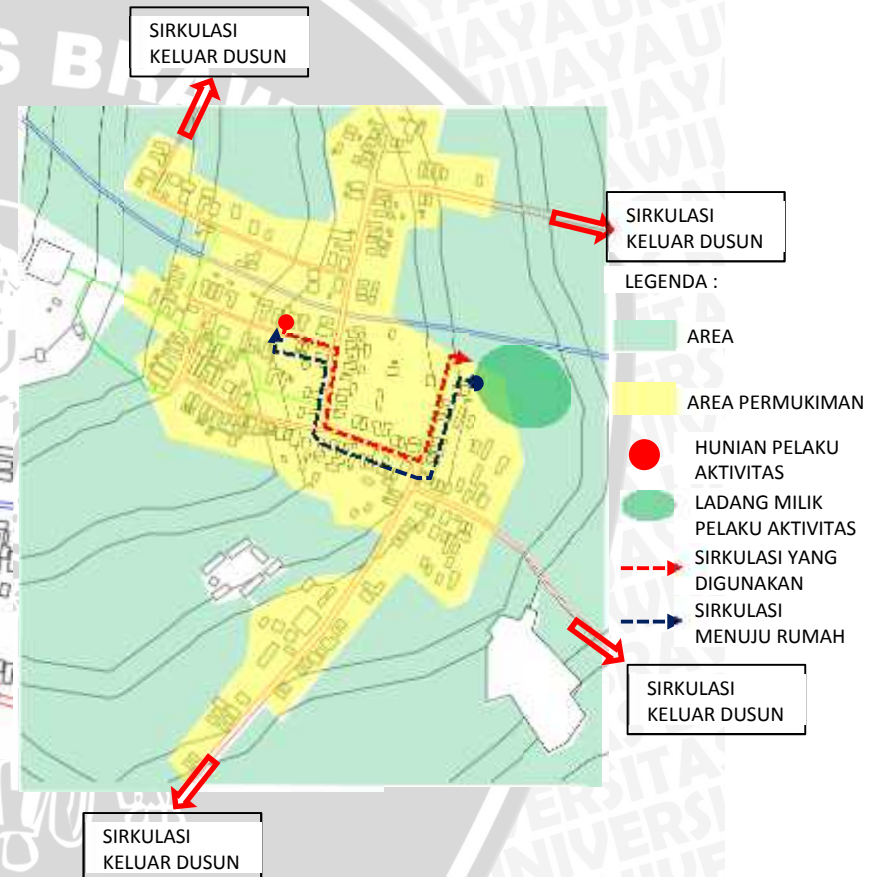 SIRKULASI
KELUAR DUSUN
SIRKULASI
KELUAR DUSUN
LEGENDA :
AREA
AREA PERMUKIMAN
HUNIAN PELAKU
AKTIVITAS
LADANG MILIK
PELAKU AKTIVITAS
SIRKULASI YANG
DIGUNAKAN
SIRKULASI
MENUJU RUMAH
SIRKULASI
KELUAR DUSUN
SIRKULASI
KELUAR DUSUN